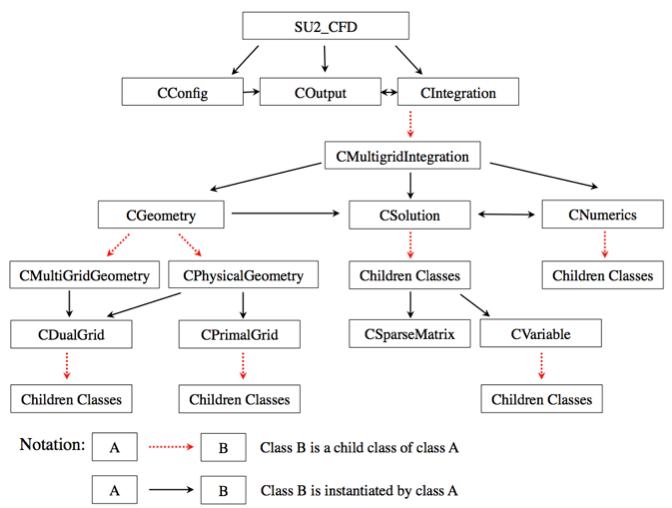 SU2_CFD
CConfig
COutput
CIntegration
CMultigridIntegration
CGeometry
CSolution
CNumerics
CMultiGridGeometry
CPhysicalGeometry
Children Classes
Children Classes
CDualGrid
CPrimalGrid
CSparseMatrix
CVariable
Children Classes
Children Classes
Children Classes
Notation: A B Class B is a child class of class A
A B Class B is instantiated by class A